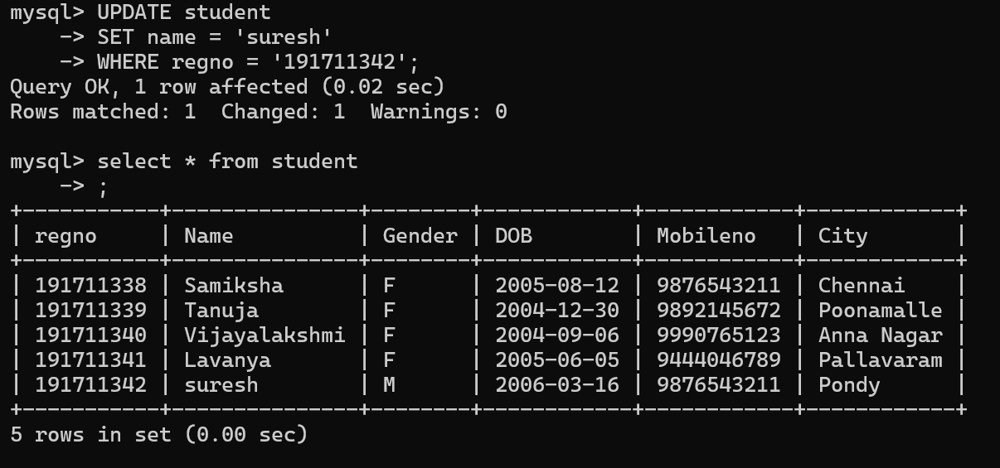 mysql> UPDATE student
    -> SET name = 'suresh'
    -> WHERE regno = '191711342';
Query OK, 1 row affected (0.02 sec)
Rows matched: 1  Changed: 1  Warnings: 0

mysql> select * from student
    -> ;
+-----------+---------------+--------+------------+------------+------------+
| regno     | Name          | Gender | DOB        | Mobileno   | City       |
+-----------+---------------+--------+------------+------------+------------+
| 191711338 | Samiksha      | F      | 2005-08-12 | 9876543211 | Chennai    |
| 191711339 | Tanuja        | F      | 2004-12-30 | 9892145672 | Poonamalle |
| 191711340 | Vijayalakshmi | F      | 2004-09-06 | 9990765123 | Anna Nagar |
| 191711341 | Lavanya       | F      | 2005-06-05 | 9444046789 | Pallavaram |
| 191711342 | suresh        | M      | 2006-03-16 | 9876543211 | Pondy      |
+-----------+---------------+--------+------------+------------+------------+
5 rows in set (0.00 sec)